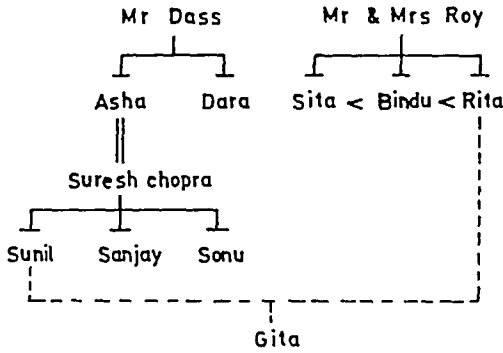 Mr Dass Mr & Mrs Roy
Asha Dara Sita < Bindu < Rita
Suresh chopra
Sunil Sanjay Sonu
Gita